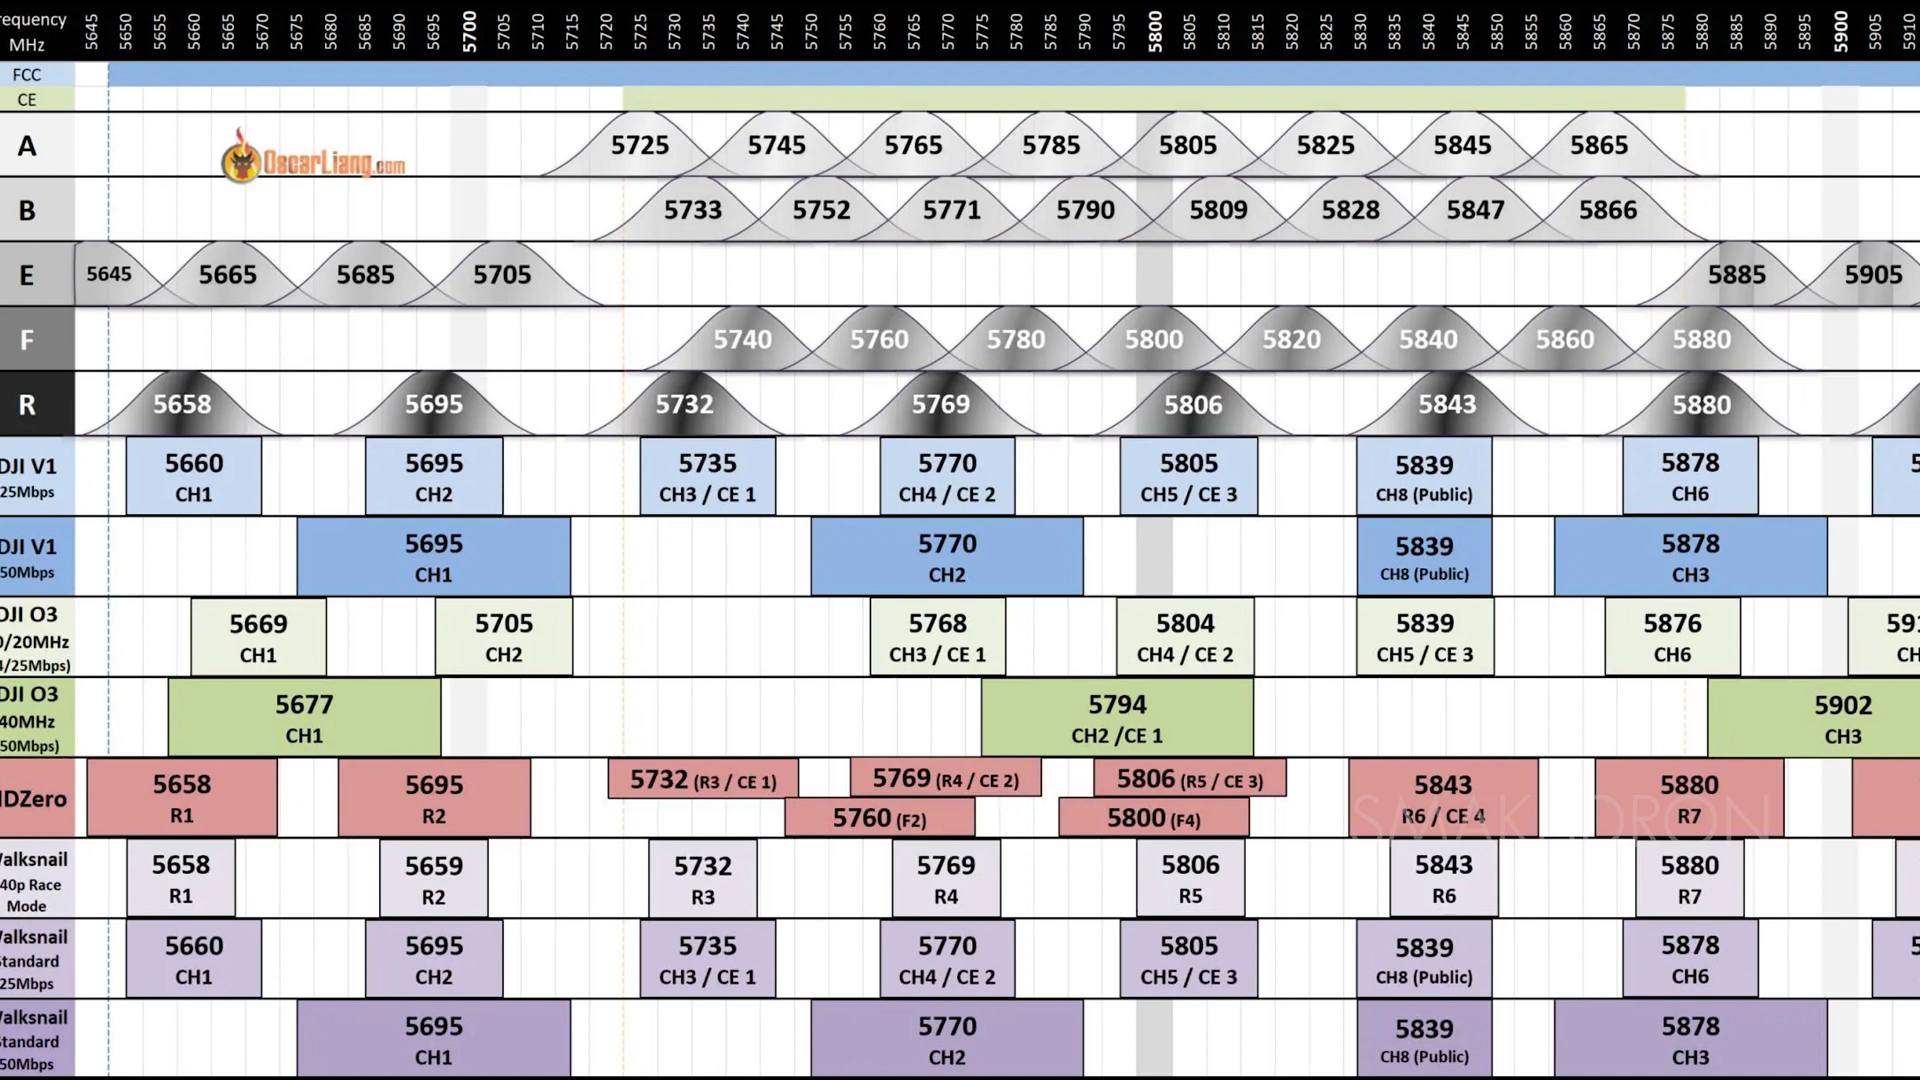 requency
MHz
5645 5650 5655 5660 5665 5670 5675 5680 5685 5690 5695 5700 5705 5710 5715 5720 5725 5730 5735 5740 5745 5750 5755 5760 5765 5770 5775 5780 5785 5790 5795 5800 5805 5810 5815 5820 5825 5830 5835 5840 5845 5850 5855 5860 5865 5870 5875 5880 5885 5890 5895 5900 5905 5910
FCC
CE
OscarLiang.com
A 5725 5745 5765 5785 5805 5825 5845 5865
B 5733 5752 5771 5790 5809 5828 5847 5866
E 5645 5665 5685 5705 5885 5905
F 5740 5760 5780 5800 5820 5840 5860 5880
R 5658 5695 5732 5769 5806 5843 5880
DJI V1 5660 5695 5735 5770 5805 5839 5878 5
25Mbps CH1 CH2 CH3 / CE 1 CH4 / CE 2 CH5 / CE 3 CH8 (Public) CH6
DJI V1 5695 5770 5839 5878
50Mbps CH1 CH2 CH8 (Public) CH3
DJI O3 5669 5705 5768 5804 5839 5876 591
0/20MHz
4/25Mbps) CH1 CH2 CH3 / CE 1 CH4 / CE 2 CH5 / CE 3 CH6 CH
DJI O3 5677 5794 5902
40MHz
50Mbps) CH1 CH2 /CE 1 CH3
HDZero 5658 5695 5732 (R3 / CE 1) 5769 (R4 / CE 2) 5806 (R5 / CE 3) 5843 5880
R1 R2 5760 (F2) 5800 (F4) R6 / CE 4 R7
Valksnail 5658 5659 5732 5769 5806 5843 5880
40p Race
Mode R1 R2 R3 R4 R5 R6 R7
Valksnail 5660 5695 5735 5770 5805 5839 5878 5
tandard
25Mbps CH1 CH2 CH3 / CE 1 CH4 / CE 2 CH5 / CE 3 CH8 (Public) CH6
Valksnail 5695 5770 5839 5878
tandard
50Mbps CH1 CH2 CH8 (Public) CH3